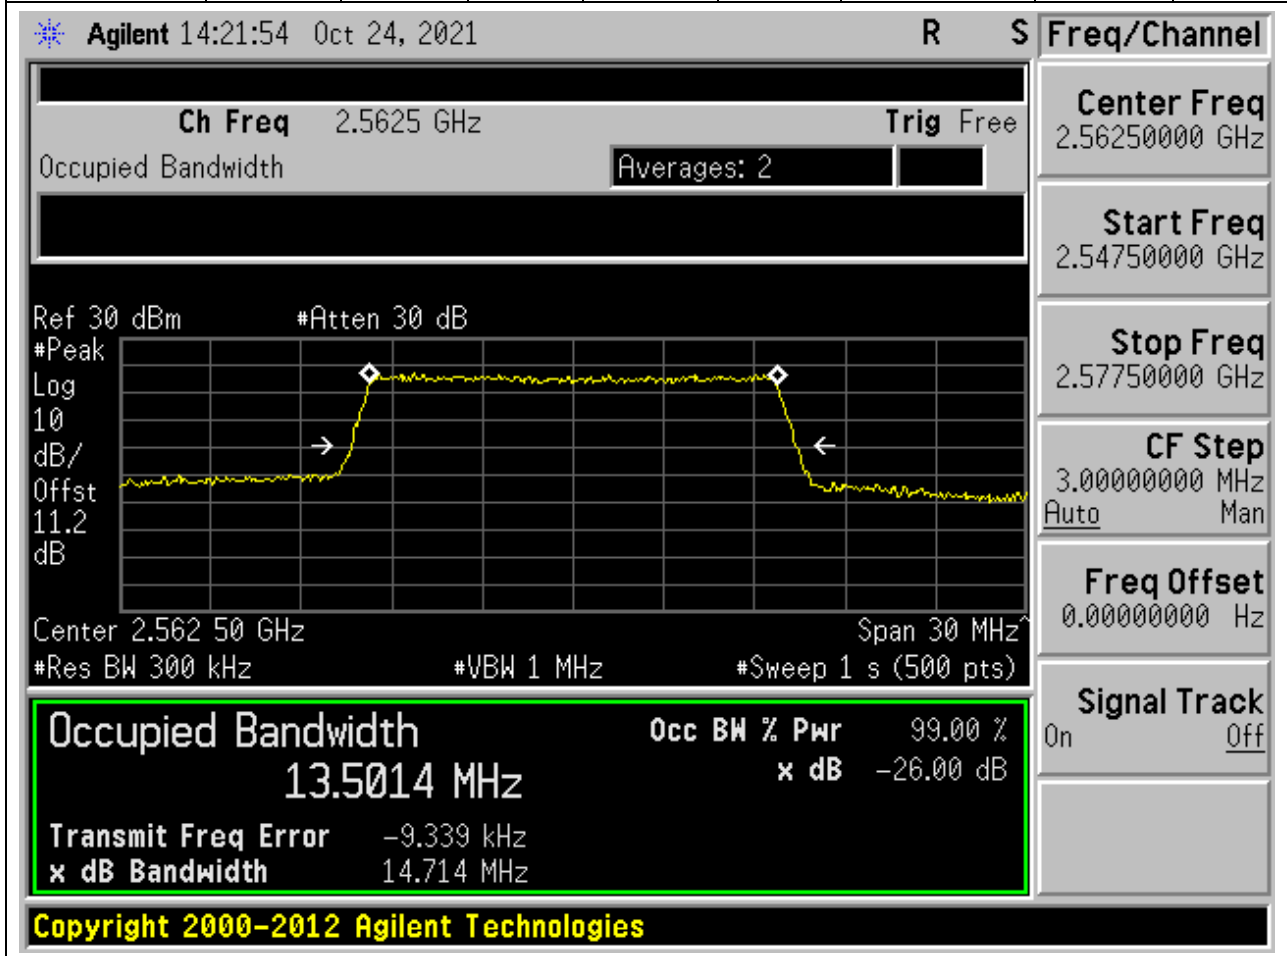 Agilent 14:21:54 Oct 24, 2021 R S Freq/Channel
Ch Freq 2.5625 GHz Trig Free
Occupied Bandwidth Averages: 2
Center Freq
2.56250000 GHz
Start Freq
2.54750000 GHz
Stop Freq
2.57750000 GHz
CF Step
3.00000000 MHz
Auto Man
Freq Offset
0.00000000 Hz
Signal Track
On Off
Ref 30 dBm #Atten 30 dB
#Peak
Log
10
dB/
Offst
11.2
dB
Center 2.562 50 GHz Span 30 MHz^
#Res BW 300 kHz #VBW 1 MHz #Sweep 1 s (500 pts)
Occupied Bandwidth Occ BW % Pwr 99.00 %
13.5014 MHz x dB -26.00 dB
Transmit Freq Error -9.339 kHz
x dB Bandwidth 14.714 MHz
Copyright 2000-2012 Agilent Technologies